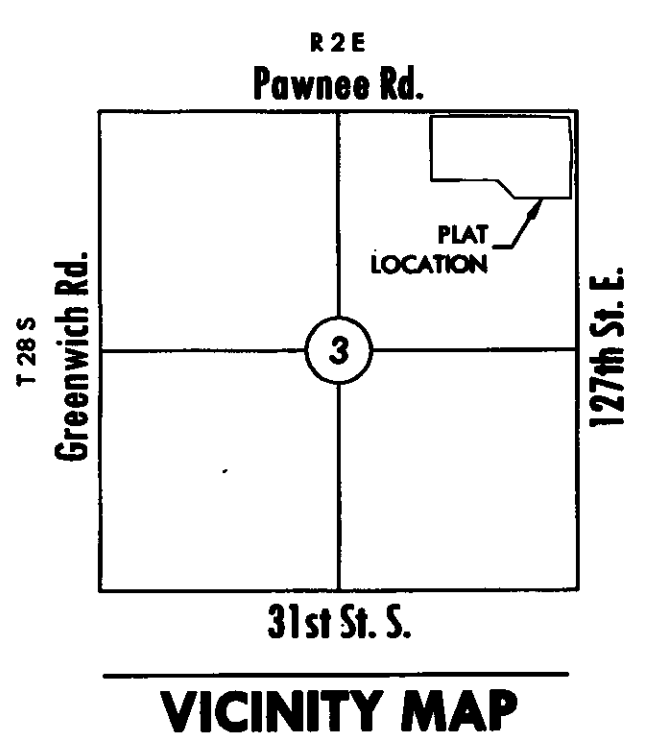 R 2 E
Pawnee Rd.
PLAT
LOCATION
T 28 S
Greenwich Rd.
3
127th St. E.
31st St. S.
VICINITY MAP